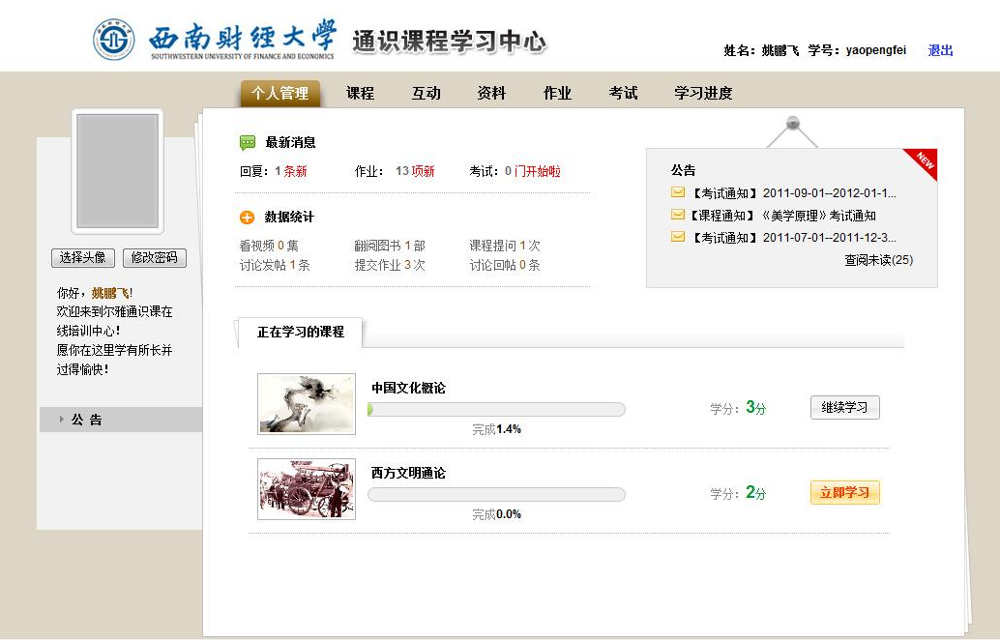 西南财经大学
SOUTHWESTERN UNIVERSITY OF FINANCE AND ECONOMICS
通识课程学习中心
姓名：姚鹏飞 学号：yaopengfei 退出
个人管理 课程 互动 资料 作业 考试 学习进度
选择头像 修改密码
你好，姚鹏飞!
欢迎来到尔雅通识课在
线培训中心！
愿你在这里学有所长并
过得愉快！
公 告
最新消息
回复：1 条新 作业： 13 项新 考试：0 门开始啦
数据统计
看视频 0 集 翻阅图书 1 部 课程提问 1 次
讨论发帖 1 条 提交作业 3 次 讨论回帖 0 条
NEW
公告
【考试通知】 2011-09-01--2012-01-1...
【课程通知】《美学原理》考试通知
【考试通知】 2011-07-01--2011-12-3...
查阅未读(25)
正在学习的课程
中国文化概论
完成1.4%
学分：3分
继续学习
西方文明通论
完成0.0%
学分：2分
立即学习